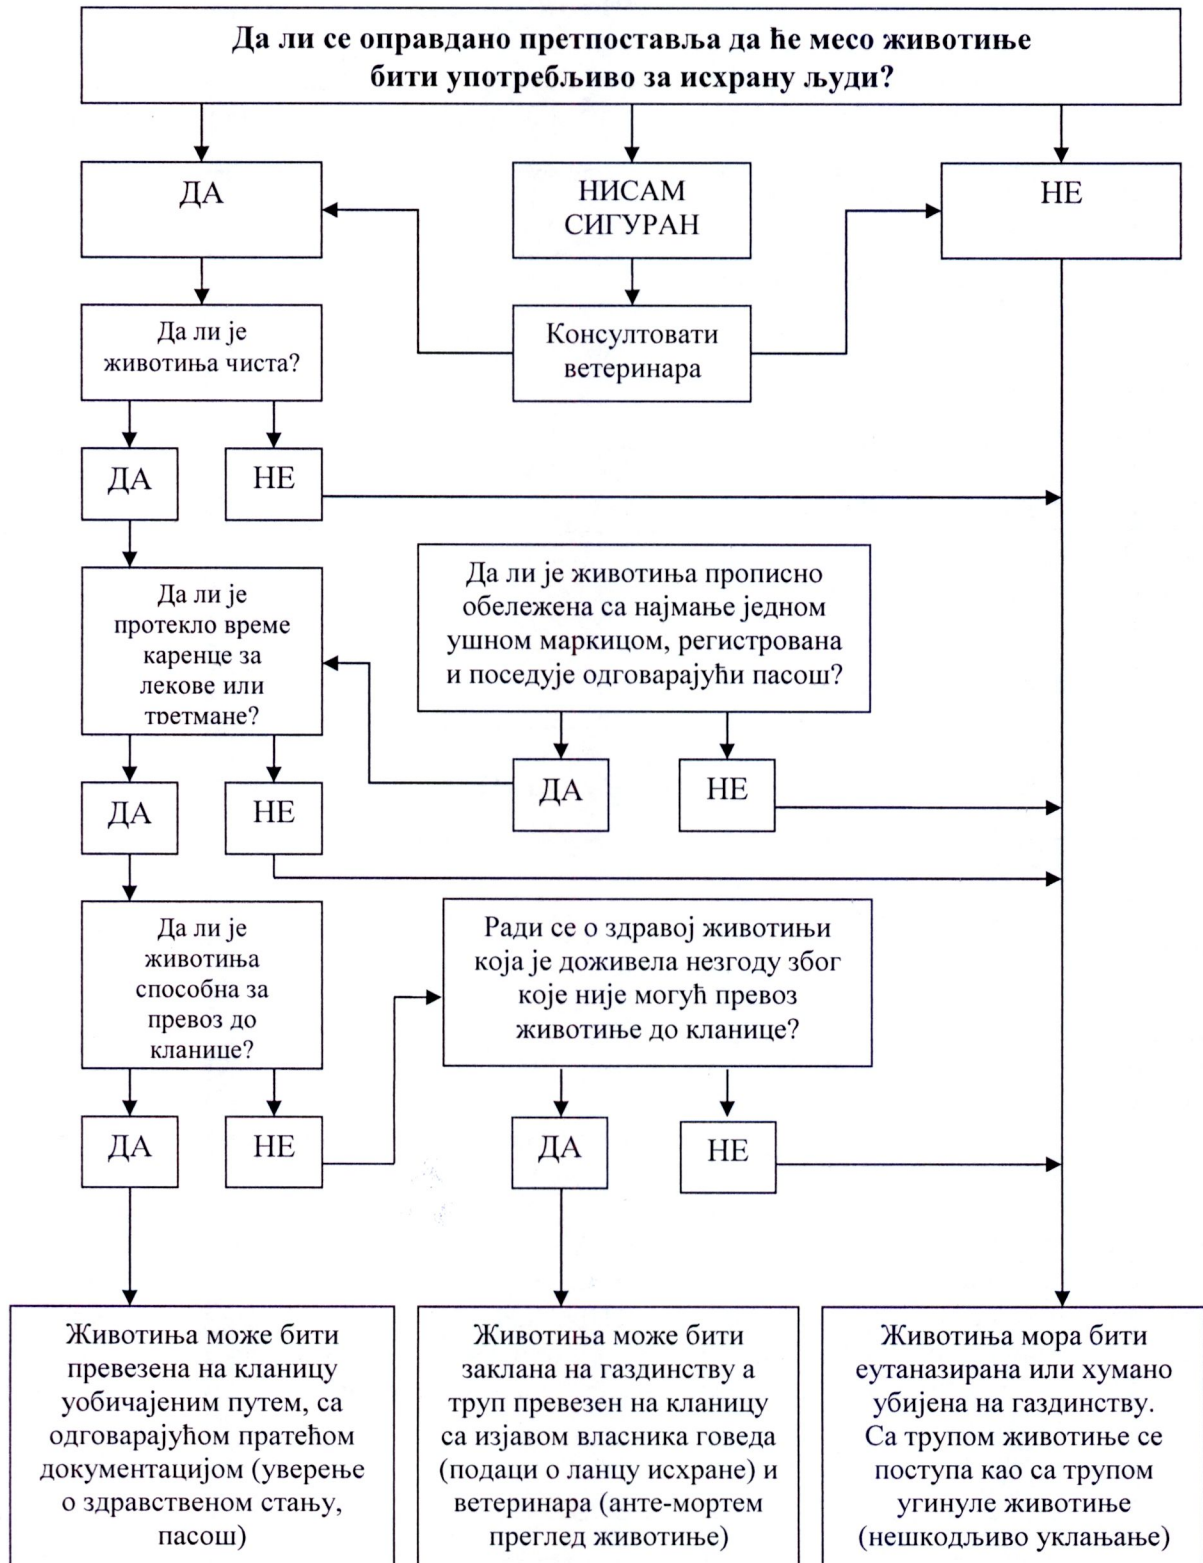 Да ли се оправдано претпоставља да ће месо животиње
бити употребљиво за исхрану људи?
ДА
НИСАМ
СИГУРАН
НЕ
Да ли је
животиња чиста?
Консултовати
ветеринара
ДА
НЕ
Да ли је
протекло време
каренце за
лекове или
третмане?
Да ли је животиња прописно
обележена са најмање једном
ушном маркицом, регистрована
и поседује одговарајући пасош?
ДА
НЕ
ДА
НЕ
Да ли је
животиња
способна за
превоз до
кланице?
Ради се о здравој животињи
која је доживела незгоду због
које није могућ превоз
животиње до кланице?
ДА
НЕ
ДА
НЕ
Животиња може бити
превезена на кланицу
уобичајеним путем, са
одговарајућом пратећом
документацијом (уверење
о здравственом стању,
пасош)
Животиња може бити
заклана на газдинству а
труп превезен на кланицу
са изјавом власника говеда
(подаци о ланцу исхране) и
ветеринара (анте-мортем
преглед животиње)
Животиња мора бити
еутаназирана или хумано
убијена на газдинству.
Са трупом животиње се
поступа као са трупом
угинуле животиње
(нешкодљиво уклањање)